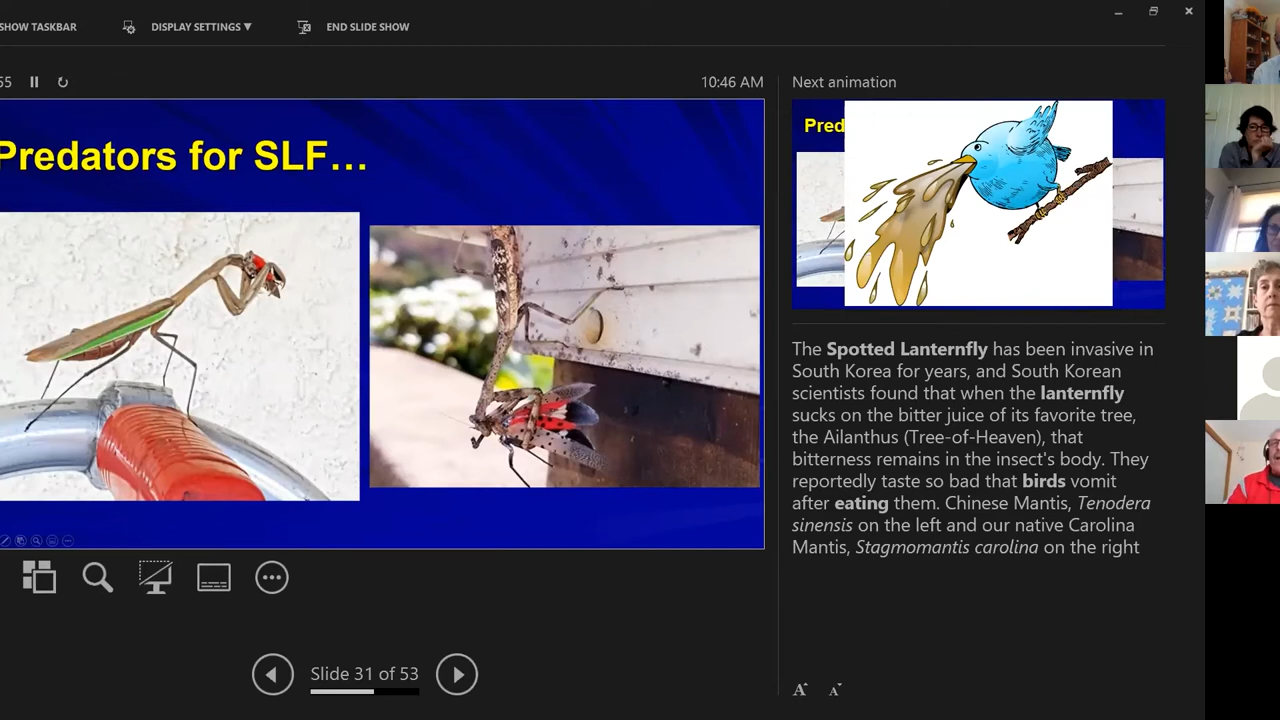 SHOW TASKBAR
DISPLAY SETTINGS ▼
END SLIDE SHOW
55
10:46 AM
Next animation
Predators for SLF…
Pred
The Spotted Lanternfly has been invasive in
South Korea for years, and South Korean
scientists found that when the lanternfly
sucks on the bitter juice of its favorite tree,
the Ailanthus (Tree-of-Heaven), that
bitterness remains in the insect's body. They
reportedly taste so bad that birds vomit
after eating them. Chinese Mantis, Tenodera
sinensis on the left and our native Carolina
Mantis, Stagmomantis carolina on the right
Slide 31 of 53
A A